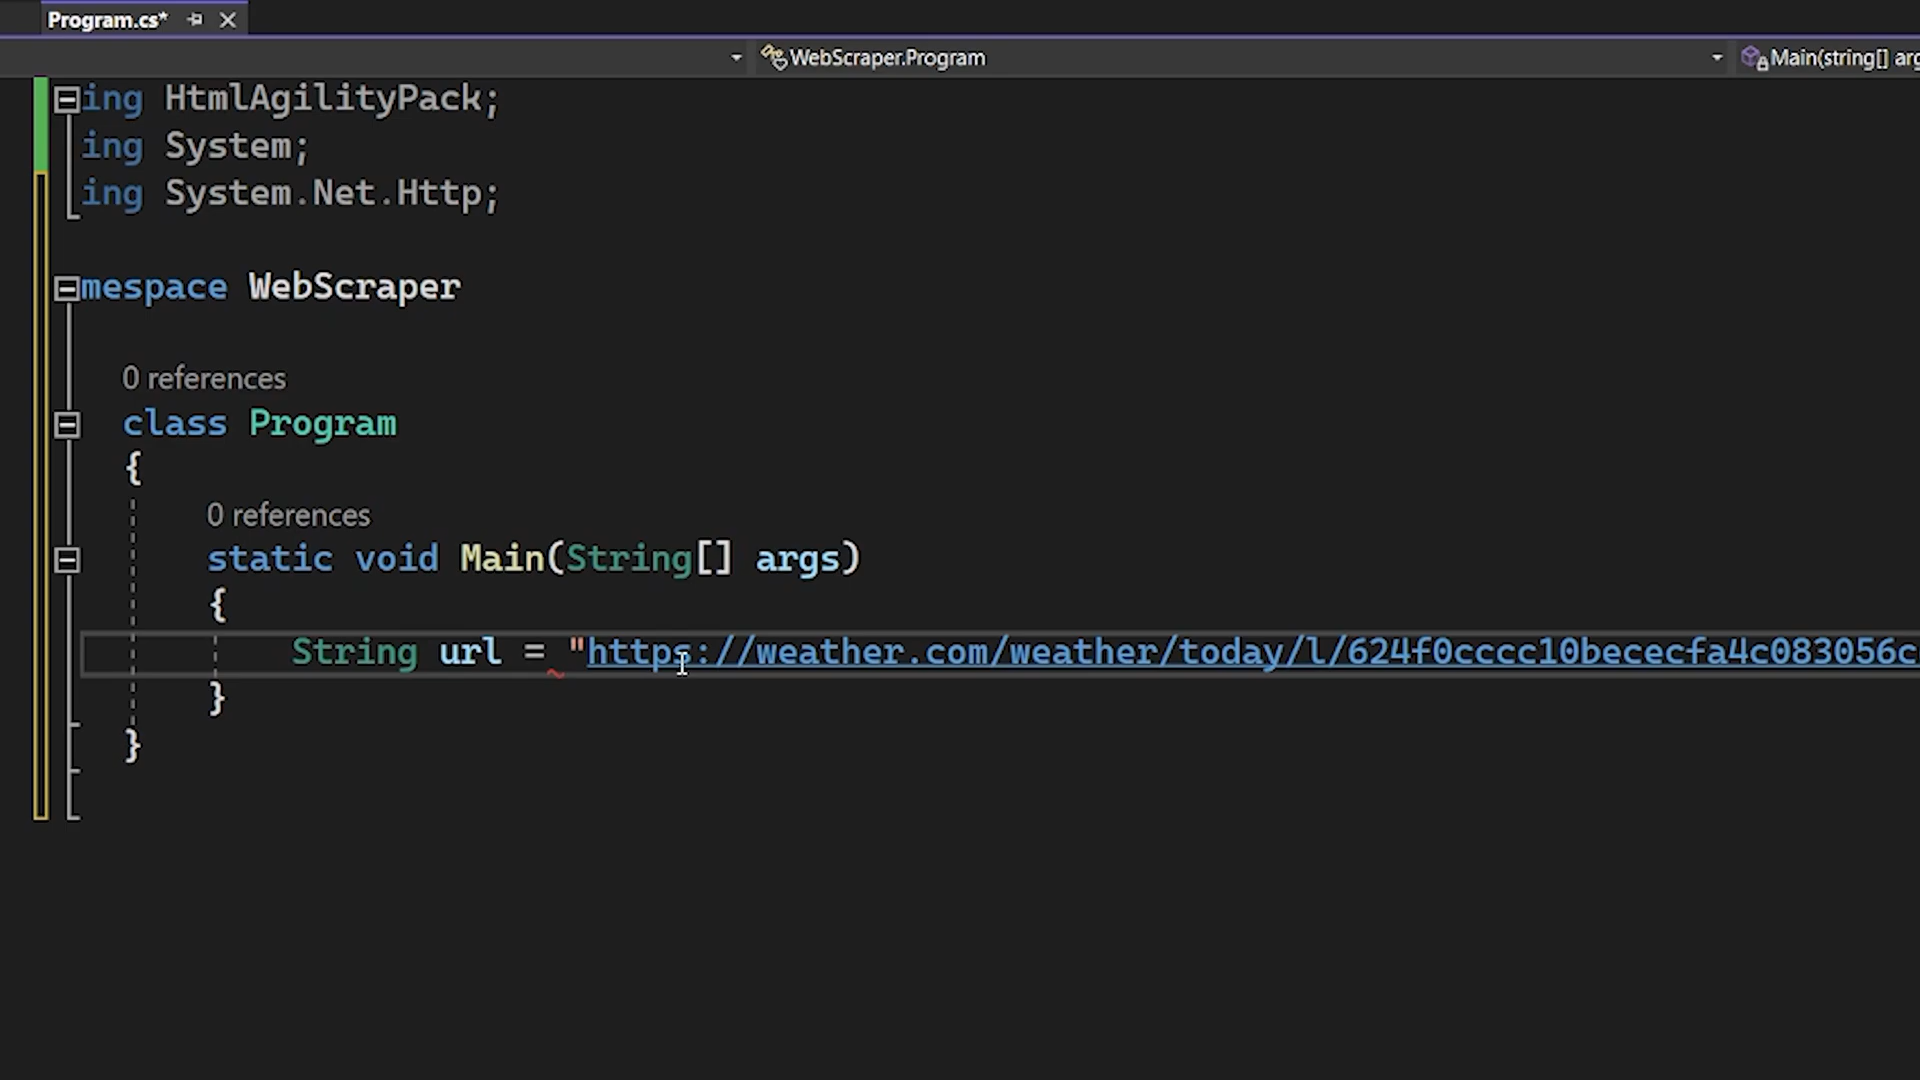 Program.cs*
WebScraper.Program
Main(string[] arg
ing HtmlAgilityPack;
ing System;
ing System.Net.Http;
mespace WebScraper
0 references
class Program
{
0 references
static void Main(String[] args)
{
String url = "https://weather.com/weather/today/l/624f0cccc10bececfa4c083056c
}
}